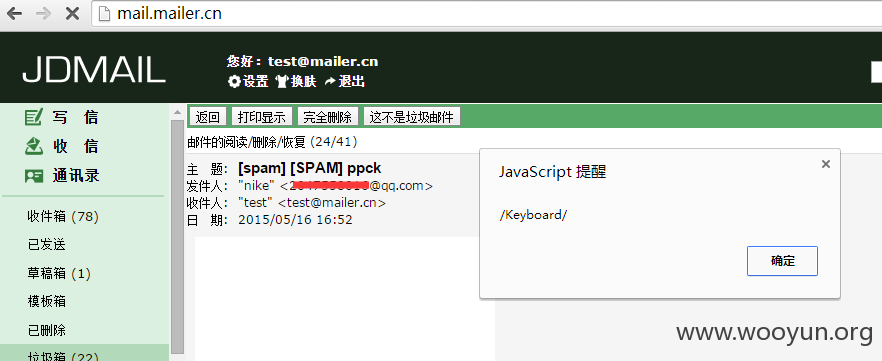 mail.mailer.cn
JDMAIL
您好：test@mailer.cn
设置 换肤 退出
写 信
收 信
通讯录
收件箱 (78)
已发送
草稿箱 (1)
模板箱
已删除
垃圾箱 (22)
返回 打印显示 完全删除 这不是垃圾邮件
邮件的阅读/删除/恢复 (24/41)
主 题: [spam] [SPAM] ppck
发件人: "nike" <@qq.com>
收件人: "test" <test@mailer.cn>
日 期: 2015/05/16 16:52
JavaScript 提醒
/Keyboard/
确定
www.wooyun.org